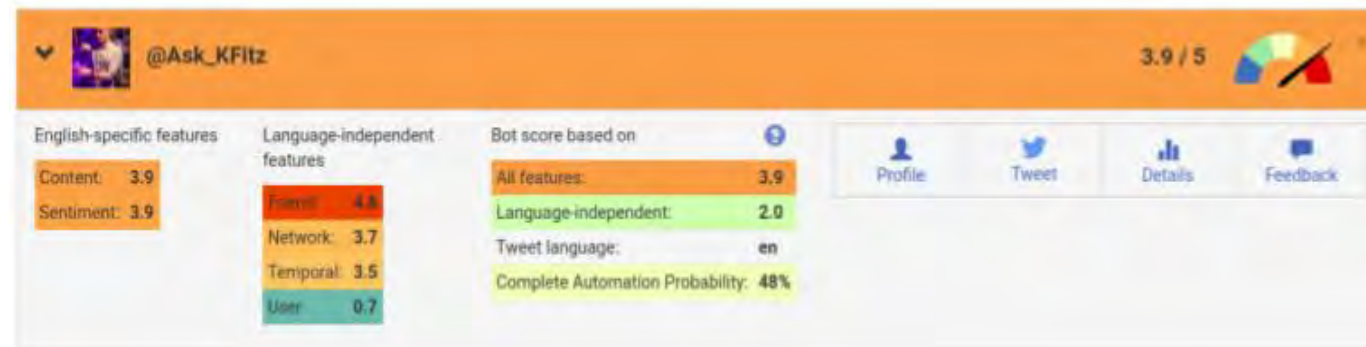 @Ask_KFitz
3.9 / 5
English-specific features
Content: 3.9
Sentiment: 3.9
Language-independent
features
Friend: 4.6
Network: 3.7
Temporal: 3.5
User: 0.7
Bot score based on
All features: 3.9
Language-independent: 2.0
Tweet language: en
Complete Automation Probability: 48%
Profile
Tweet
Details
Feedback